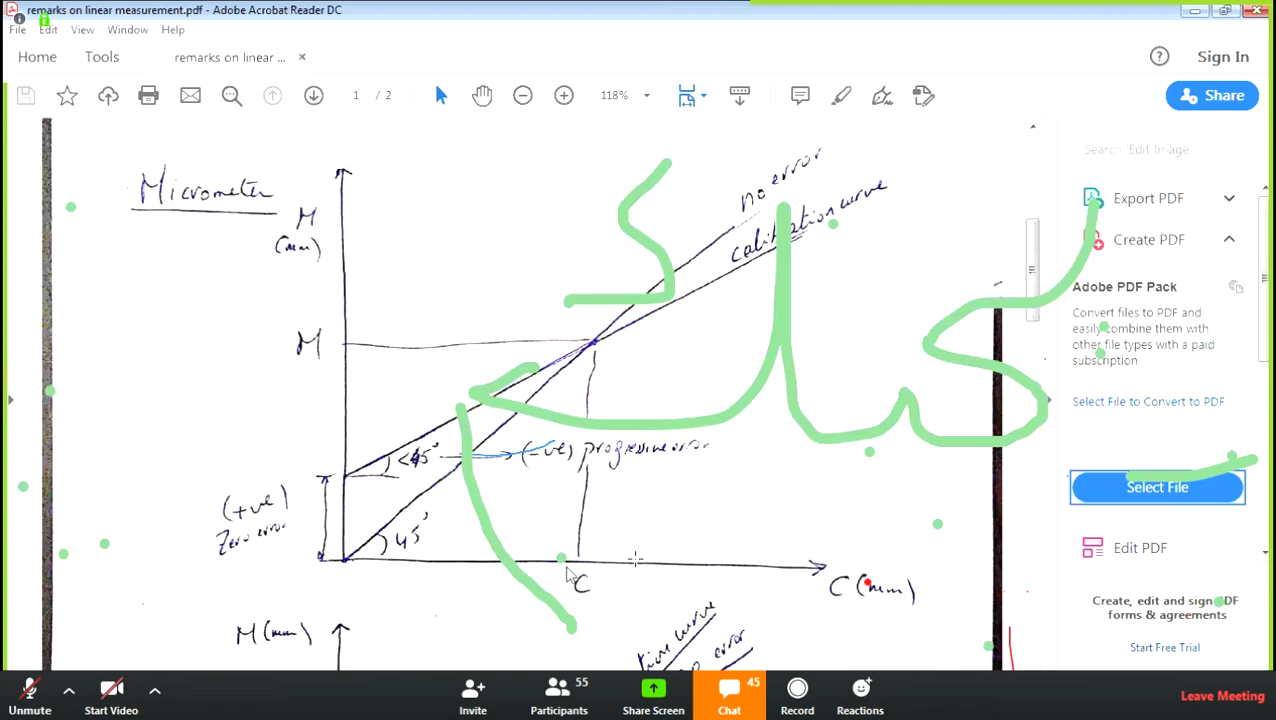 remarks on linear measurement.pdf - Adobe Acrobat Reader DC
File Edit View Window Help
Home Tools remarks on linear ... × Sign In
1 / 2 118% Share
Micrometer
M
(mm)
no error
calibration curve
M
<45° (-ve) progressive error
(+ve)
Zero error
45°
C
C (mm)
M (mm)
curve
error
Search 'Edit Image'
Export PDF
Create PDF
Adobe PDF Pack
Convert files to PDF and
easily combine them with
other file types with a paid
subscription
Select File to Convert to PDF
Select File
Edit PDF
Create, edit and sign PDF
forms & agreements
Start Free Trial
Unmute Start Video Invite Participants 55 Share Screen Chat 45 Record Reactions Leave Meeting